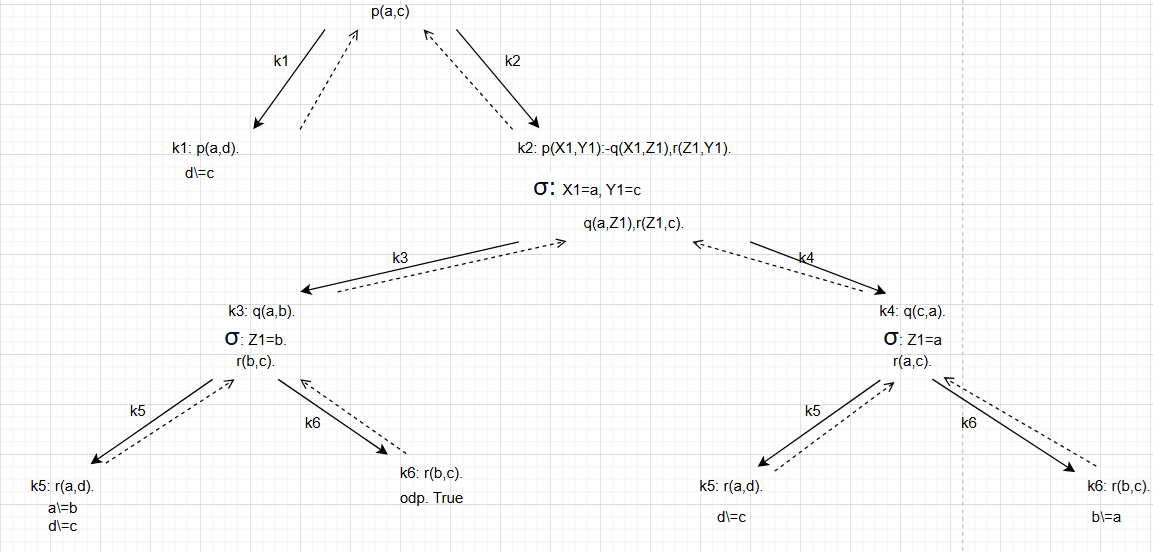 p(a,c)
k1
k2
k1: p(a,d).
d\=c
k2: p(X1,Y1):-q(X1,Z1),r(Z1,Y1).
σ: X1=a, Y1=c
q(a,Z1),r(Z1,c).
k3
k4
k3: q(a,b).
σ: Z1=b.
r(b,c).
k4: q(c,a).
σ: Z1=a
r(a,c).
k5
k6
k5
k6
k5: r(a,d).
a\=b
d\=c
k6: r(b,c).
odp. True
k5: r(a,d).
d\=c
k6: r(b,c).
b\=a